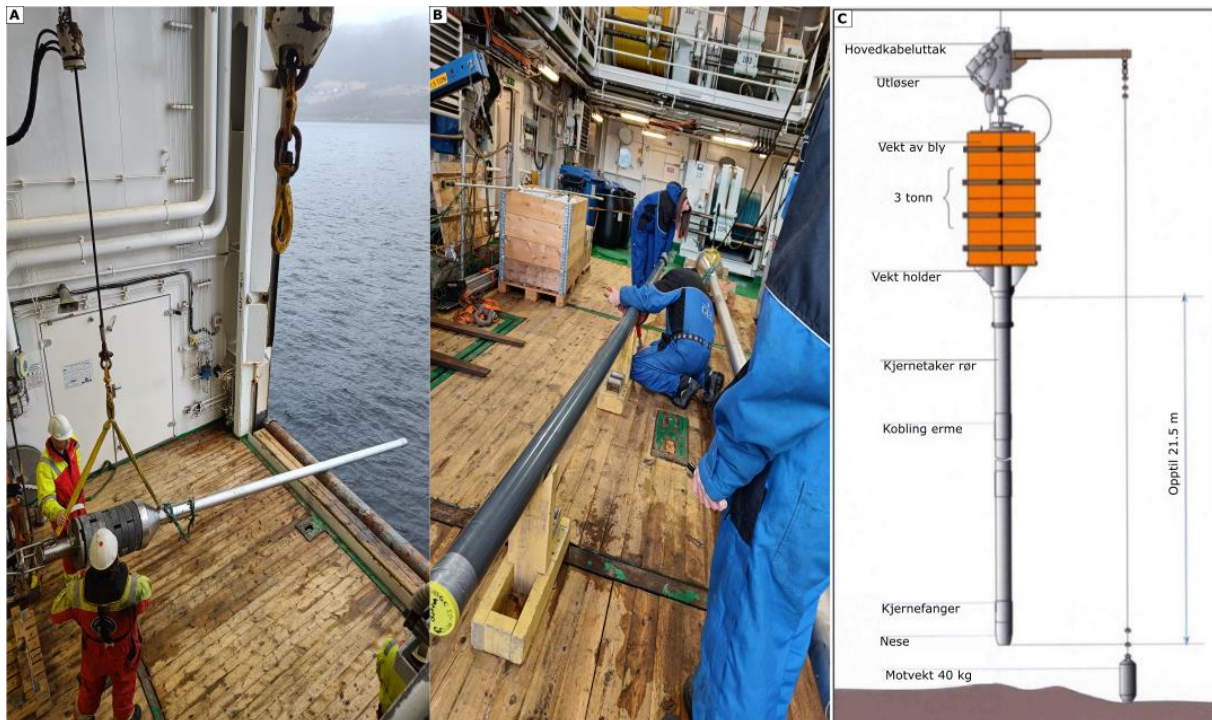 A
B
C
Hovedkabeluttak
Utløser
Vekt av bly
3 tonn
Vekt holder
Kjernetaker rør
Kobling erme
Opptil 21.5 m
Kjernefanger
Nese
Motvekt 40 kg